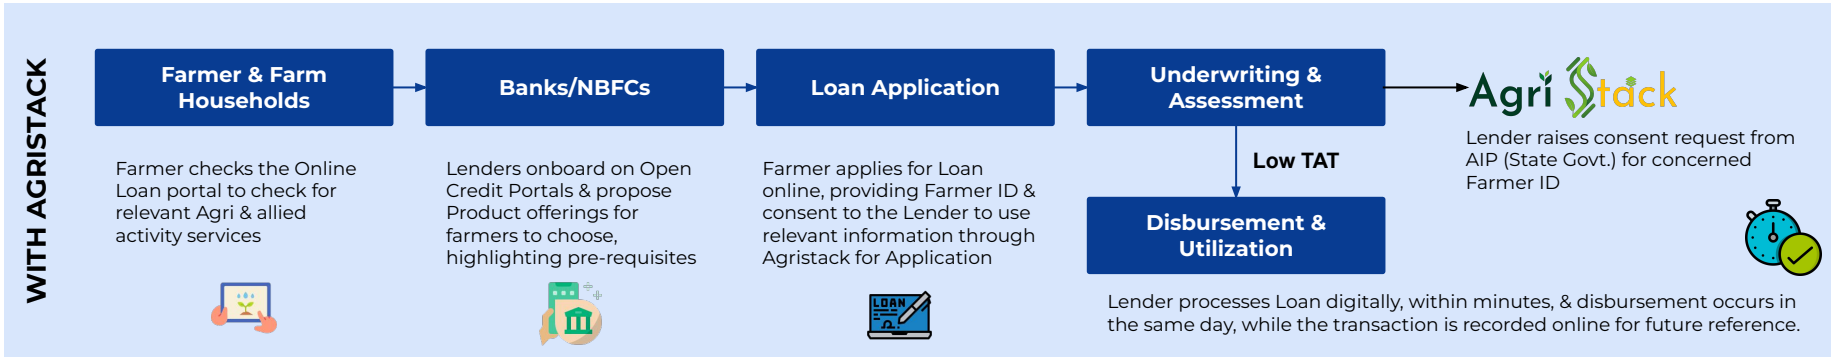 WITH AGRISTACK
Farmer & Farm
Households
Farmer checks the Online
Loan portal to check for
relevant Agri & allied
activity services
Banks/NBFCs
Lenders onboard on Open
Credit Portals & propose
Product offerings for
farmers to choose,
highlighting pre-requisites
Loan Application
Farmer applies for Loan
online, providing Farmer ID &
consent to the Lender to use
relevant information through
Agristack for Application
LOAN
Underwriting &
Assessment
Low TAT
Disbursement &
Utilization
Agri Stack
Lender raises consent request from
AIP (State Govt.) for concerned
Farmer ID
Lender processes Loan digitally, within minutes, & disbursement occurs in
the same day, while the transaction is recorded online for future reference.